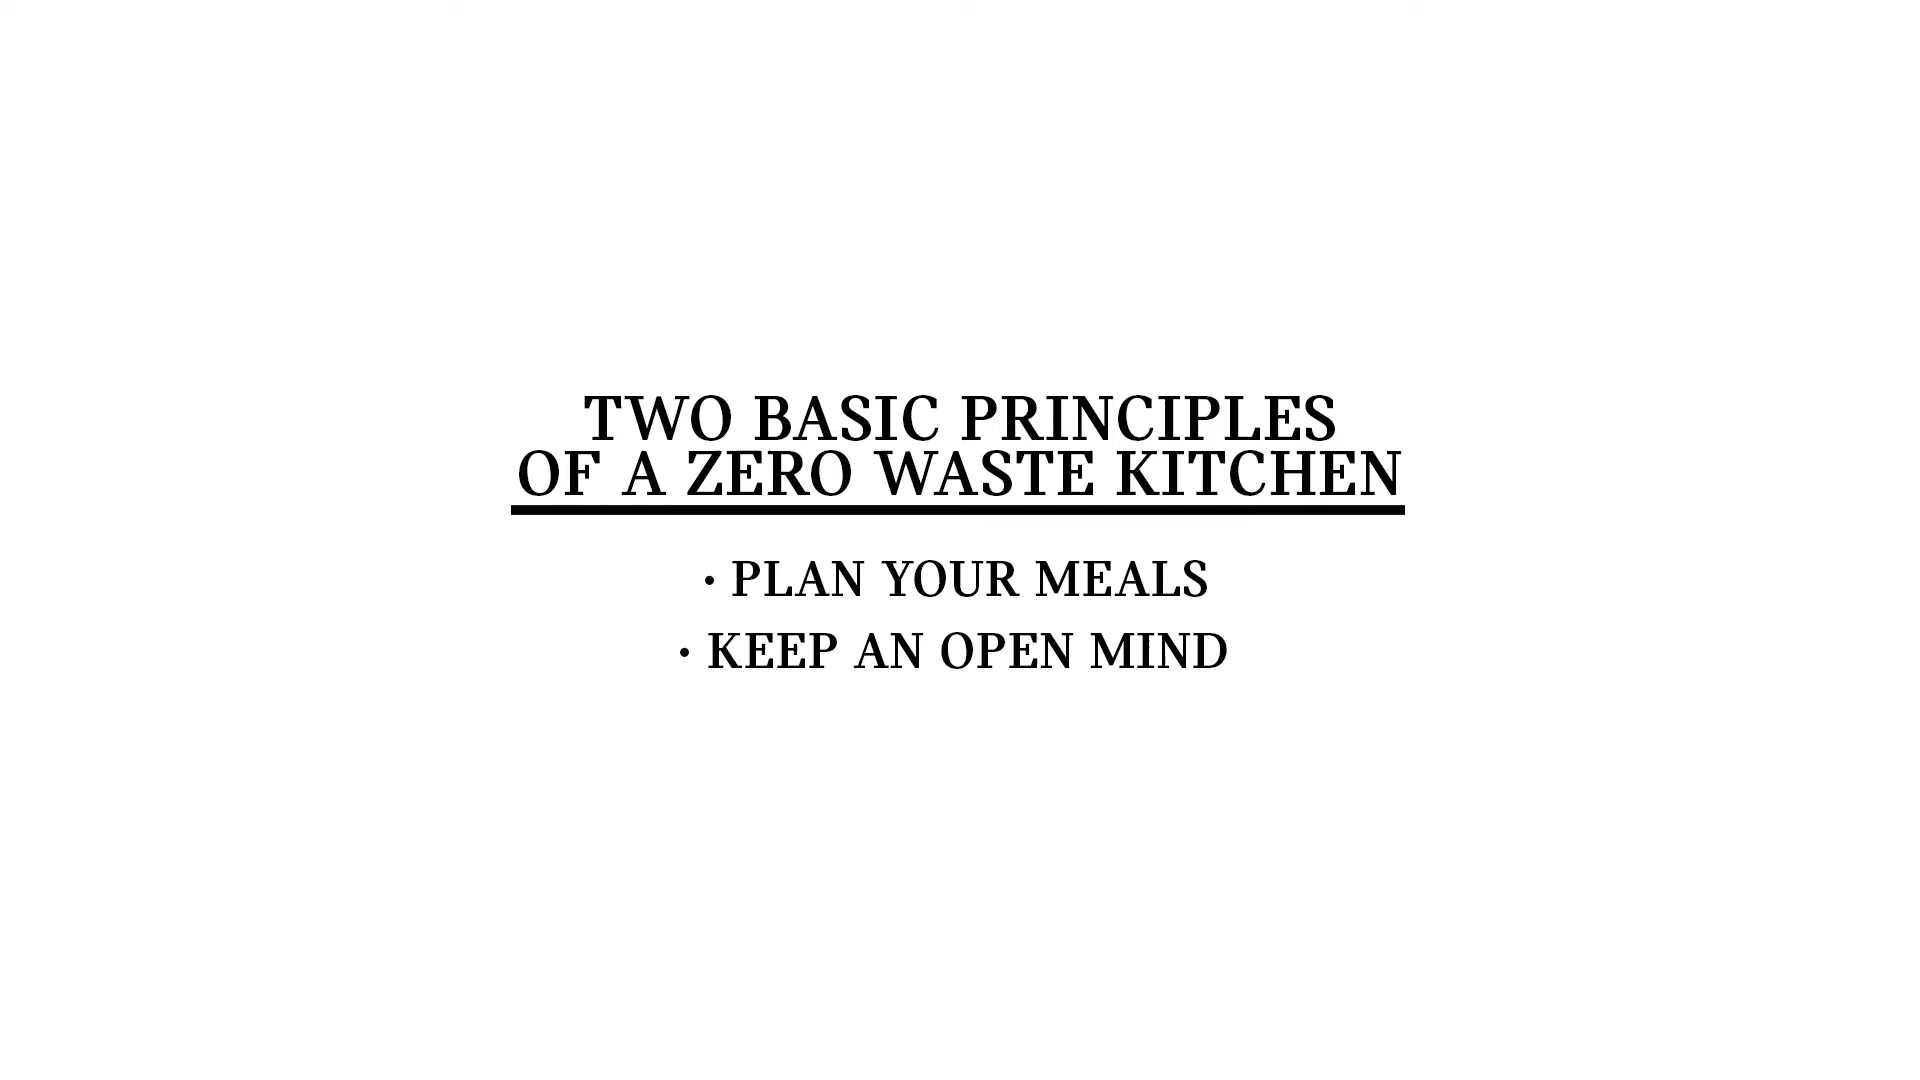 TWO BASIC PRINCIPLES
OF A ZERO WASTE KITCHEN
• PLAN YOUR MEALS
• KEEP AN OPEN MIND